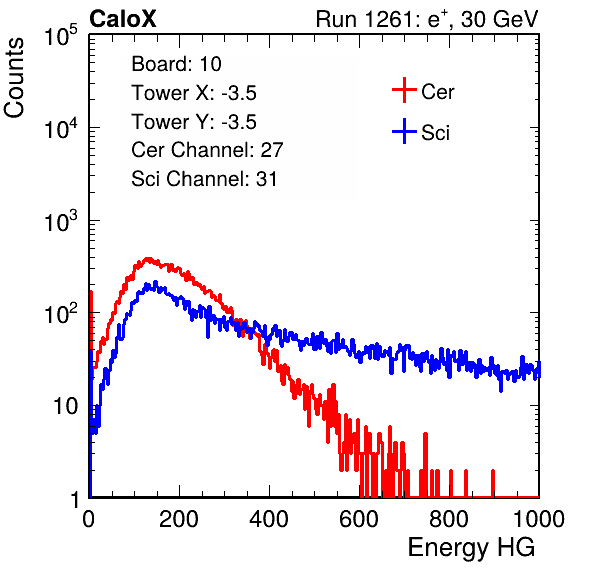 CaloX Run 1261: e⁺, 30 GeV
Counts
Board: 10
Tower X: -3.5
Tower Y: -3.5
Cer Channel: 27
Sci Channel: 31
Cer
Sci
10⁵
10⁴
10³
10²
10
1
0 200 400 600 800 1000
Energy HG